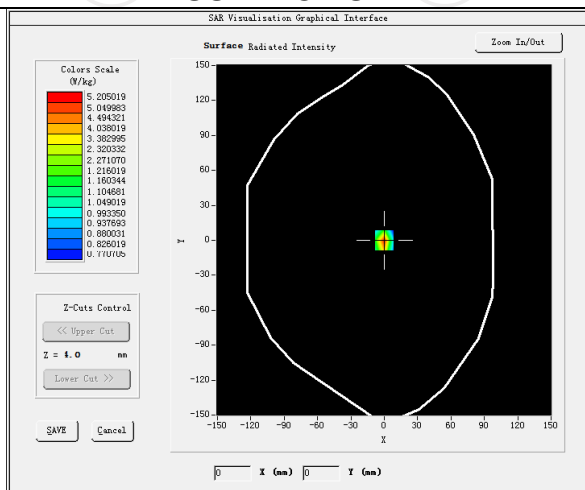 SAR Visualisation Graphical Interface
Surface Radiated Intensity
Zoom In/Out
Colors Scale
(W/kg)
5.205019
5.049983
4.494321
4.038019
3.382995
2.320332
2.271070
1.216019
1.160344
1.104681
1.049019
0.993350
0.937693
0.880031
0.826019
0.770705
150
120
90
60
30
0
-30
-60
-90
-120
-150
Y
-150 -120 -90 -60 -30 0 30 60 90 120 150
X
Z-Cuts Control
<< Upper Cut
Z = 4.0 mm
Lower Cut >>
SAVE Cancel
0 X (mm) 0 Y (mm)